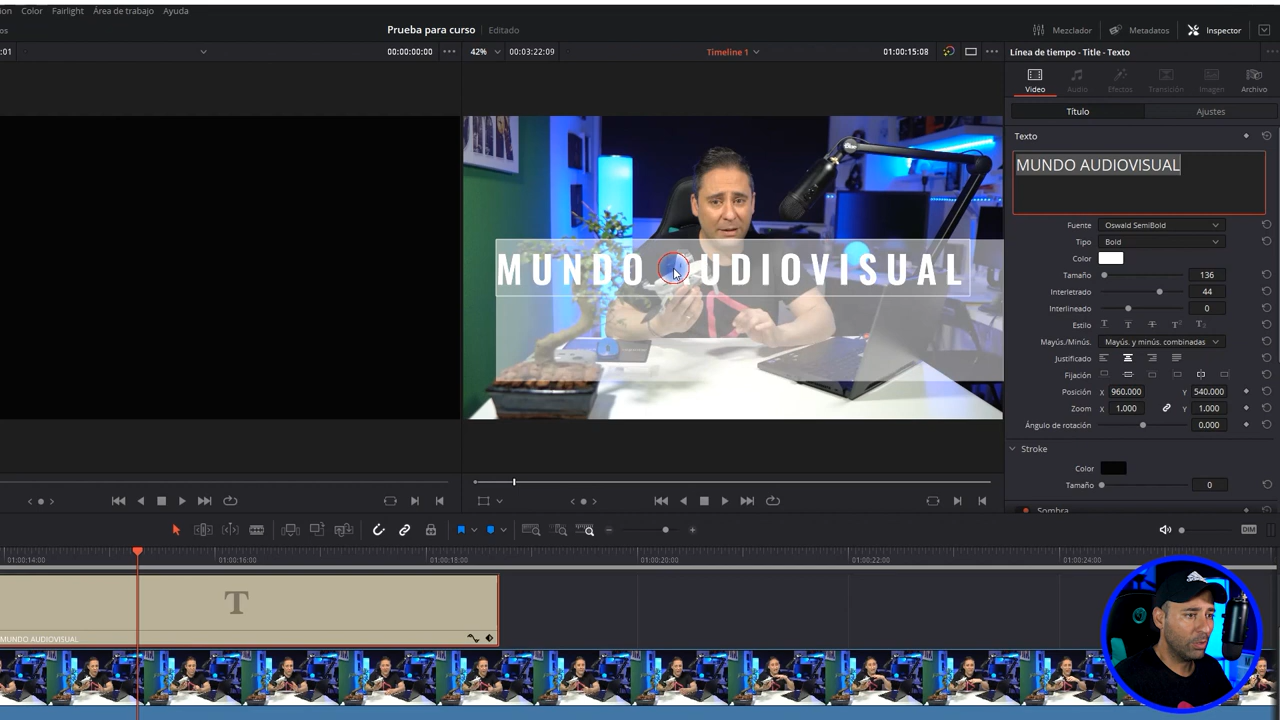 ion Color Fairlight Área de trabajo Ayuda
os Prueba para curso Editado Mezclador Metadatos Inspector
:01 00:00:00:00 42% 00:03:22:09 Timeline 1 01:00:15:08 Línea de tiempo - Title - Texto
Video Audio Efectos Transición Imagen Archivo
Título Ajustes
Texto
MUNDO AUDIOVISUAL
Fuente Oswald SemiBold
Tipo Bold
Color
Tamaño 136
Interletrado 44
Interlineado 0
Estilo T T T T T
Mayús./Minús. Mayús. y minús. combinadas
Justificado
Fijación
Posición X 960.000 Y 540.000
Zoom X 1.000 Y 1.000
Ángulo de rotación 0.000
Stroke
Color
Tamaño 0
Sombra
MUNDO AUDIOVISUAL
DIM
01:00:14:00 01:00:16:00 01:00:18:00 01:00:20:00 01:00:22:00 01:00:24:00
T
MUNDO AUDIOVISUAL